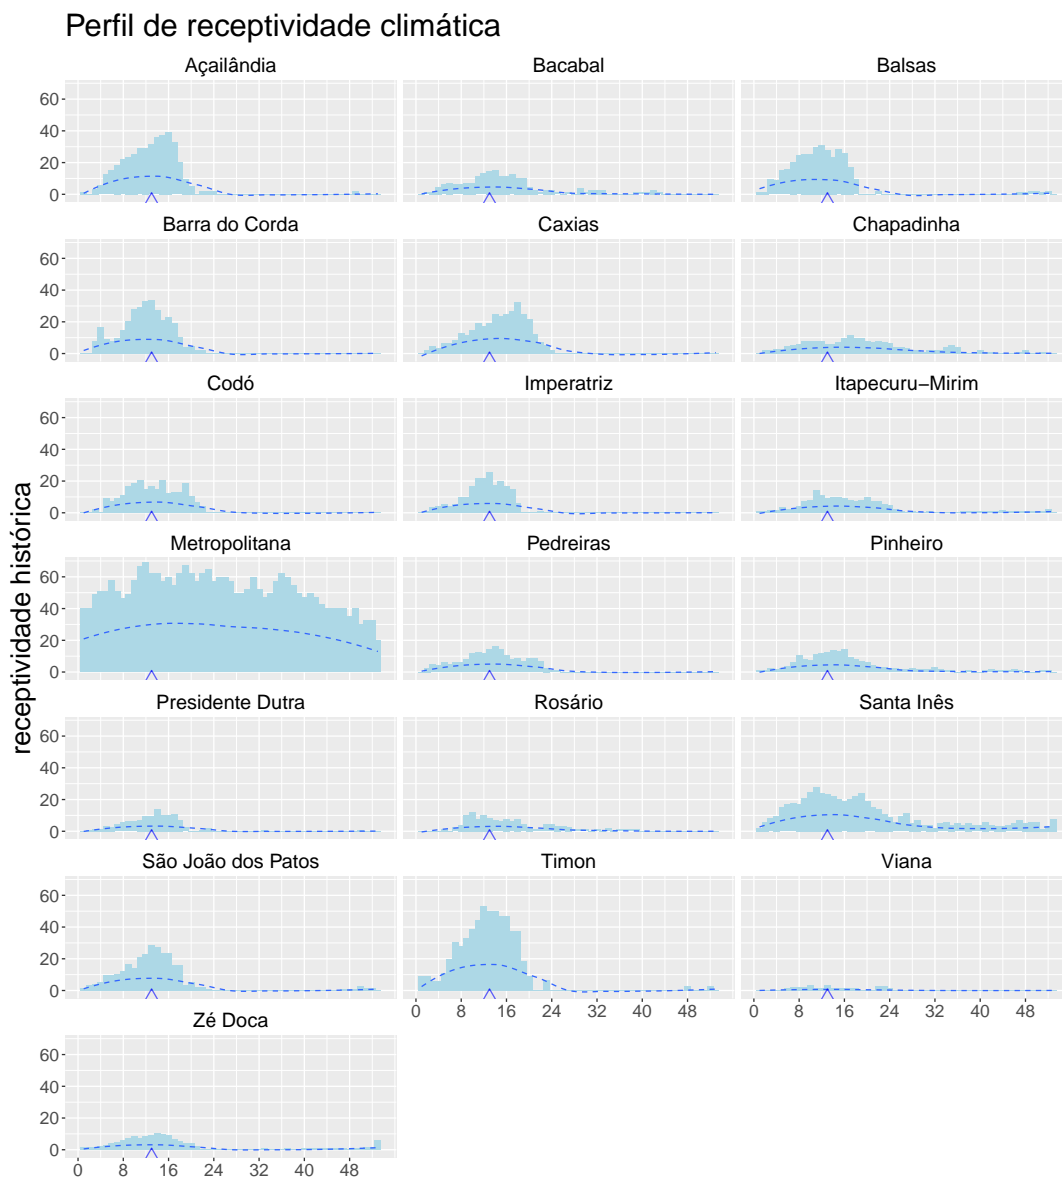 Perfil de receptividade climática
Açailândia Bacabal Balsas
60
40
20
0
Barra do Corda Caxias Chapadinha
60
40
20
0
Codó Imperatriz Itapecuru−Mirim
60
40
20
0
Metropolitana Pedreiras Pinheiro
60
40
20
0
receptividade histórica
Presidente Dutra Rosário Santa Inês
60
40
20
0
São João dos Patos Timon Viana
60
40
20
0
0 8 16 24 32 40 48 0 8 16 24 32 40 48
Zé Doca
60
40
20
0
0 8 16 24 32 40 48